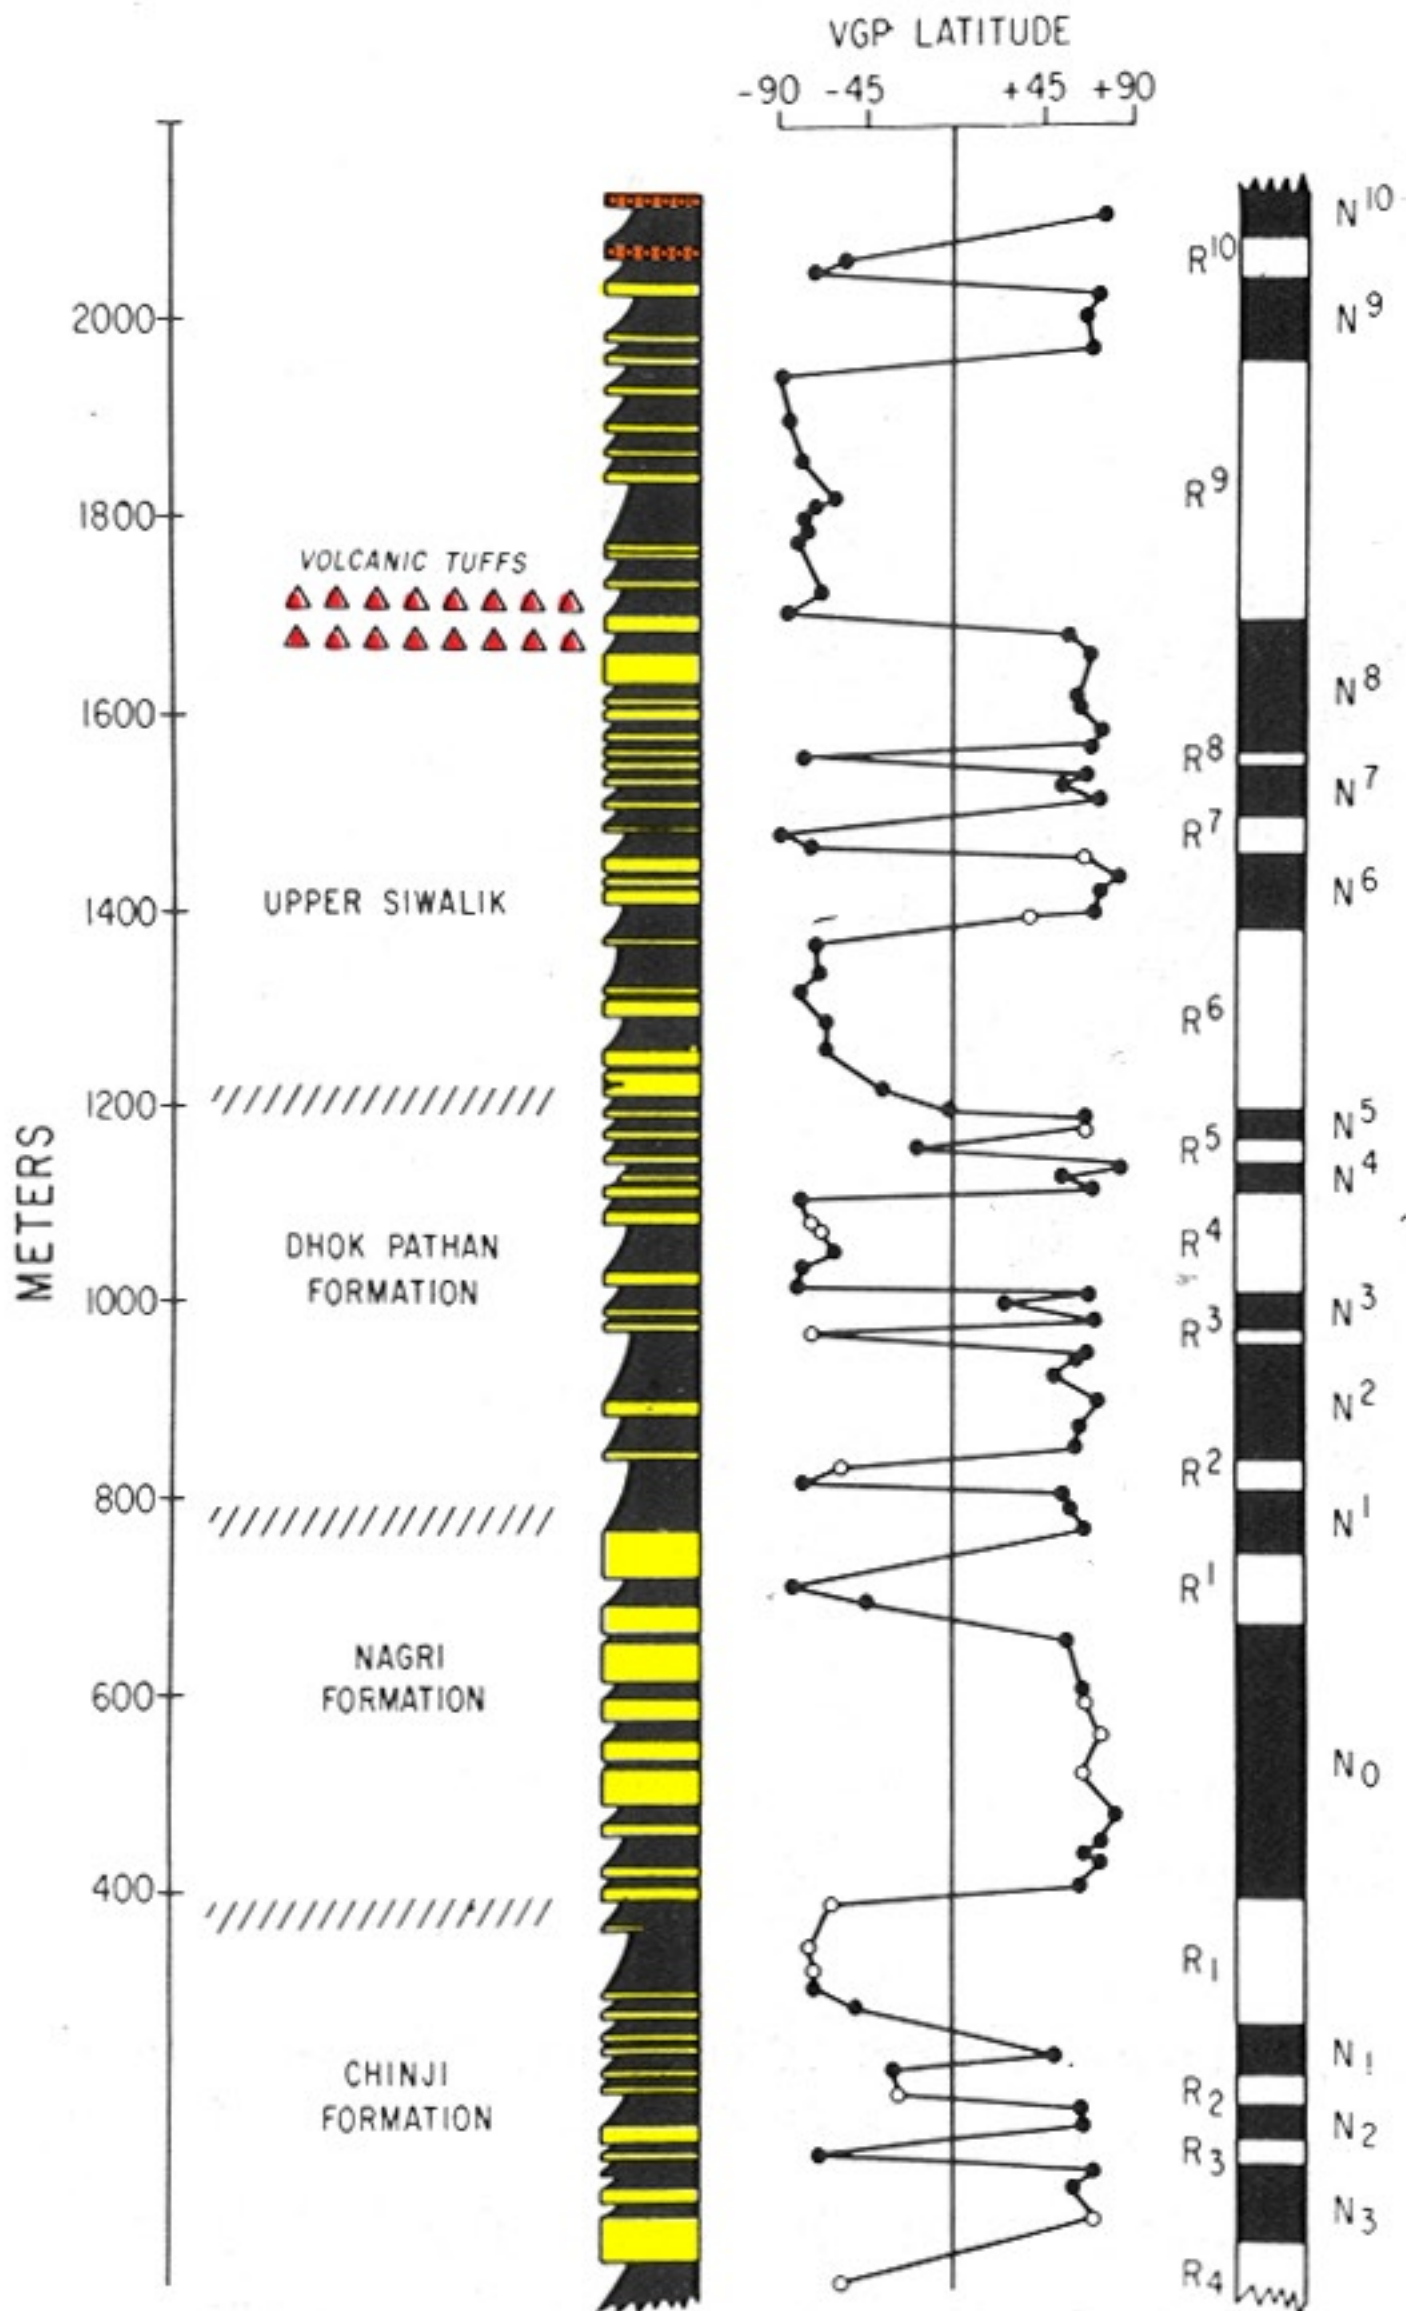 VGP LATITUDE
-90 -45 +45 +90
N10
R10
N9
2000
R9
1800
VOLCANIC TUFFS
N8
1600
R8
N7
R7
N6
UPPER SIWALIK
1400
R6
1200
N5
R5
N4
METERS
DHOK PATHAN
FORMATION
R4
1000
N3
R3
N2
R2
800
N1
R1
NAGRI
FORMATION
600
N0
400
R1
N1
CHINJI
FORMATION
R2
N2
R3
N3
R4